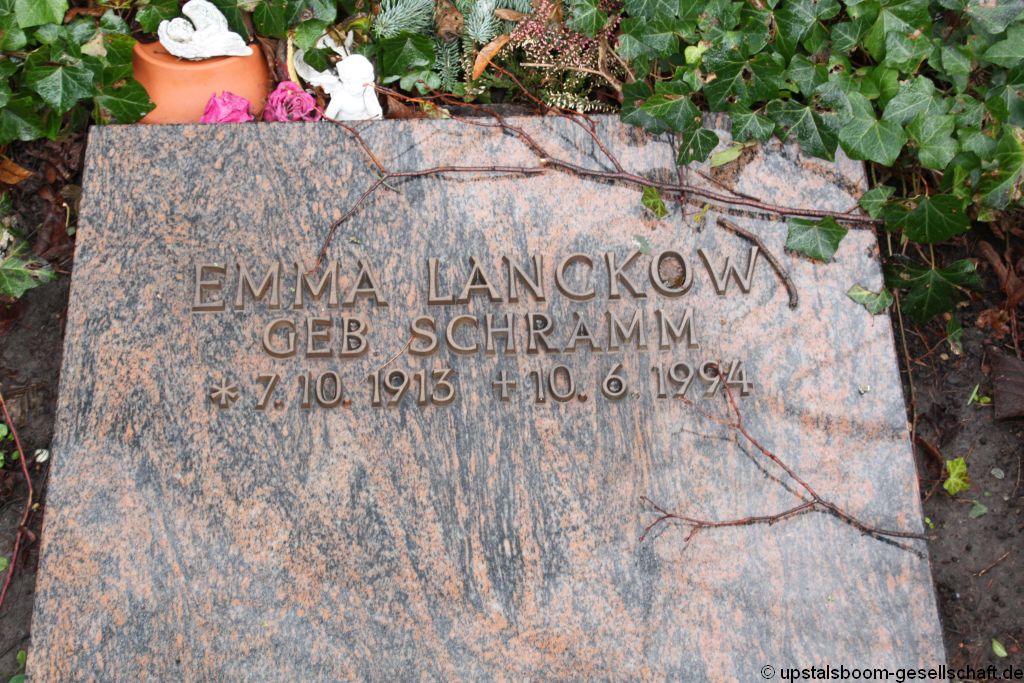 EMMA LANCKOW
GEB. SCHRAMM
* 7. 10. 1913 + 10. 6. 1994
© upstalsboom-gesellschaft.de